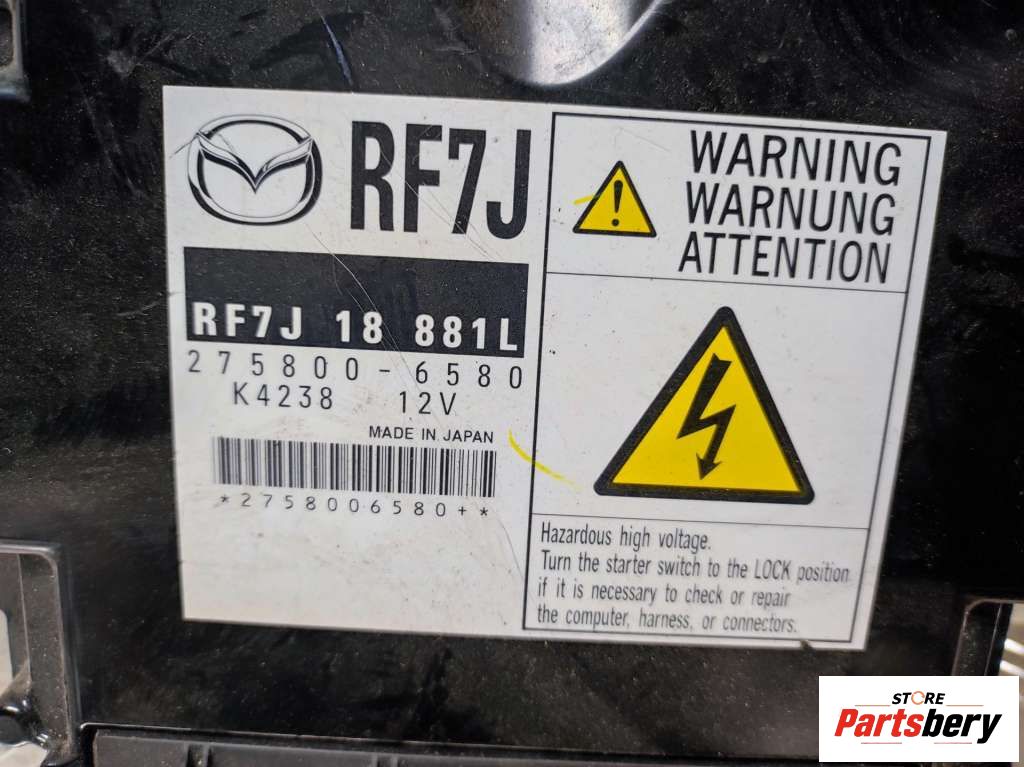 RF7J
RF7J 18 881L
275800-6580
K4238 12V
MADE IN JAPAN
*2758006580+*
WARNING
WARNUNG
ATTENTION
Hazardous high voltage.
Turn the starter switch to the LOCK position
if it is necessary to check or repair
the computer, harness, or connectors.
STORE
Partsbery